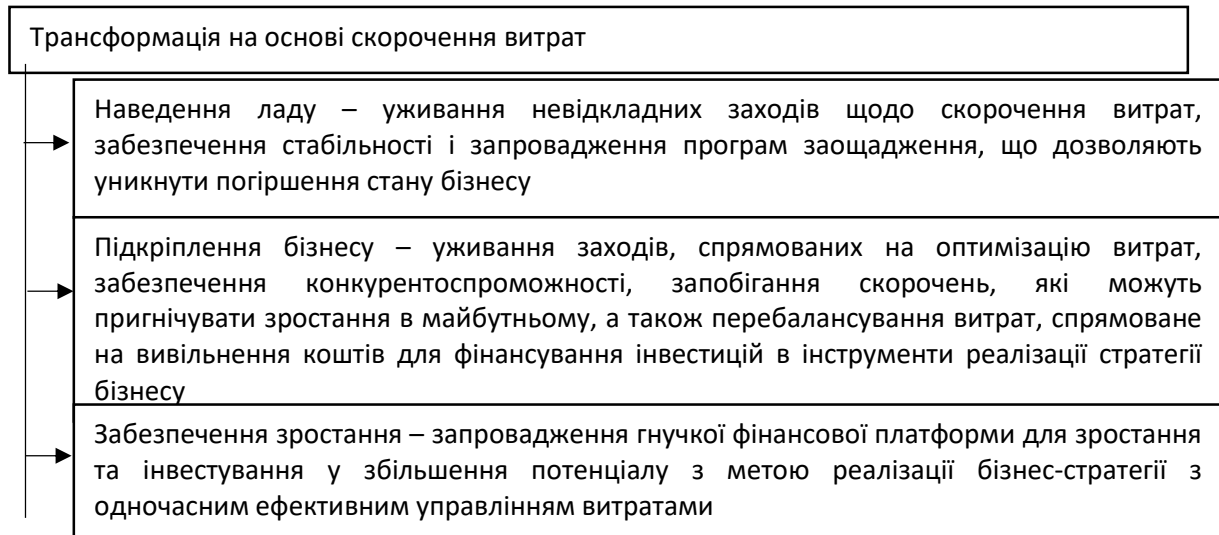 Трансформація на основі скорочення витрат
Наведення ладу – уживання невідкладних заходів щодо скорочення витрат,
забезпечення стабільності і запровадження програм заощадження, що дозволяють
уникнути погіршення стану бізнесу
Підкріплення бізнесу – уживання заходів, спрямованих на оптимізацію витрат,
забезпечення конкурентоспроможності, запобігання скорочень, які можуть
пригнічувати зростання в майбутньому, а також перебалансування витрат, спрямоване
на вивільнення коштів для фінансування інвестицій в інструменти реалізації стратегії
бізнесу
Забезпечення зростання – запровадження гнучкої фінансової платформи для зростання
та інвестування у збільшення потенціалу з метою реалізації бізнес-стратегії з
одночасним ефективним управлінням витратами